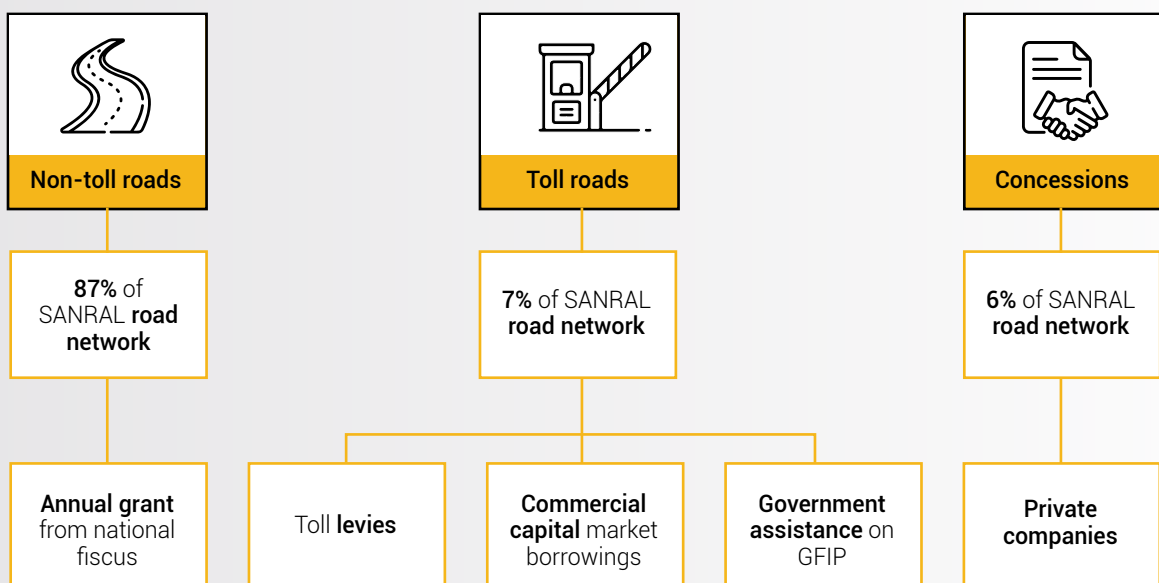 Non-toll roads
Toll roads
Concessions
87% of
SANRAL road
network
7% of SANRAL
road network
6% of SANRAL
road network
Annual grant
from national
fiscus
Toll levies
Commercial
capital market
borrowings
Government
assistance on
GFIP
Private
companies